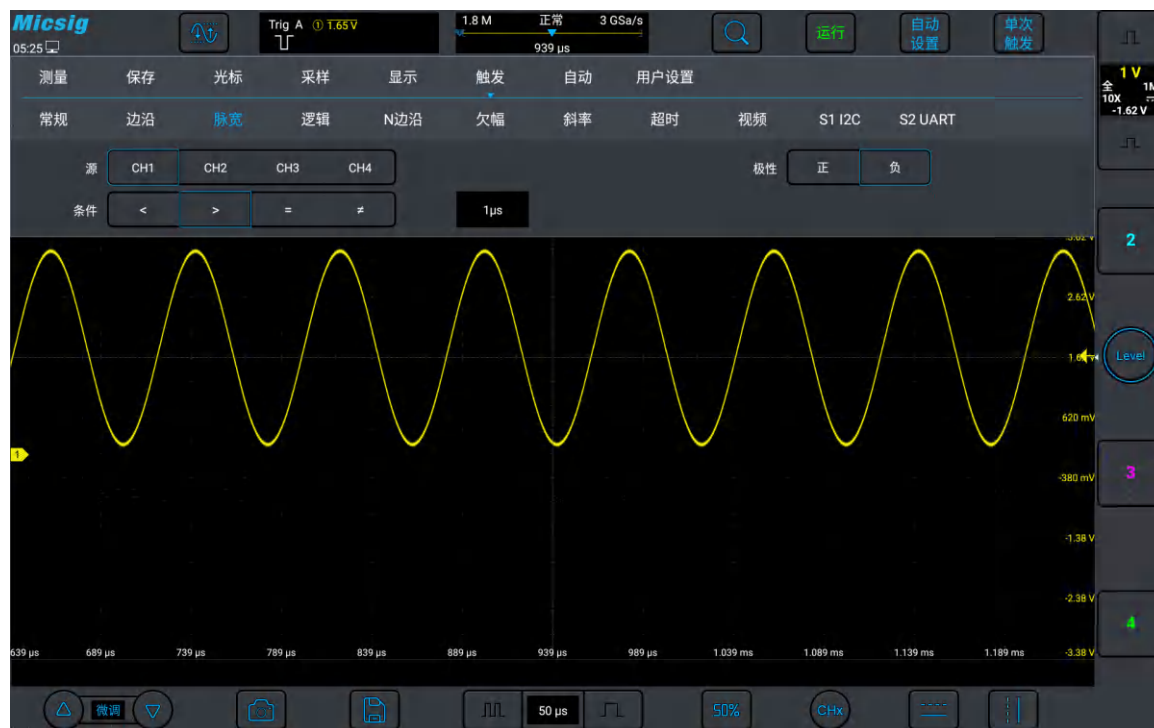 Micsig
05:25
Trig A ① 1.65 V
1.8 M 正常 3 GSa/s
939 μs
运行
自动设置
单次触发
测量 保存 光标 采样 显示 触发 自动 用户设置
常规 边沿 脉宽 逻辑 N边沿 欠幅 斜率 超时 视频 S1 I2C S2 UART
源 CH1 CH2 CH3 CH4 极性 正 负
条件 < > = ≠ 1μs
1 V
全
10X
-1.62 V
2
2.62 V
Level
620 mV
1
-380 mV
3
-1.38 V
-2.38 V
4
639 μs 689 μs 739 μs 789 μs 839 μs 889 μs 939 μs 989 μs 1.039 ms 1.089 ms 1.139 ms 1.189 ms -3.38 V
微调 50 μs 50% CHx